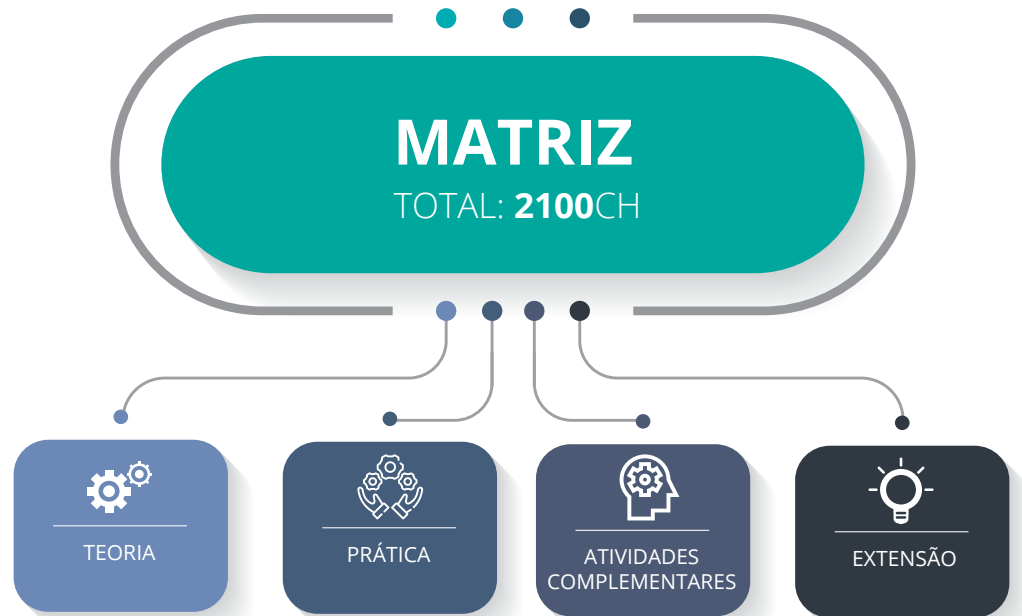 MATRIZ
TOTAL: 2100CH
TEORIA
PRÁTICA
ATIVIDADES
COMPLEMENTARES
EXTENSÃO